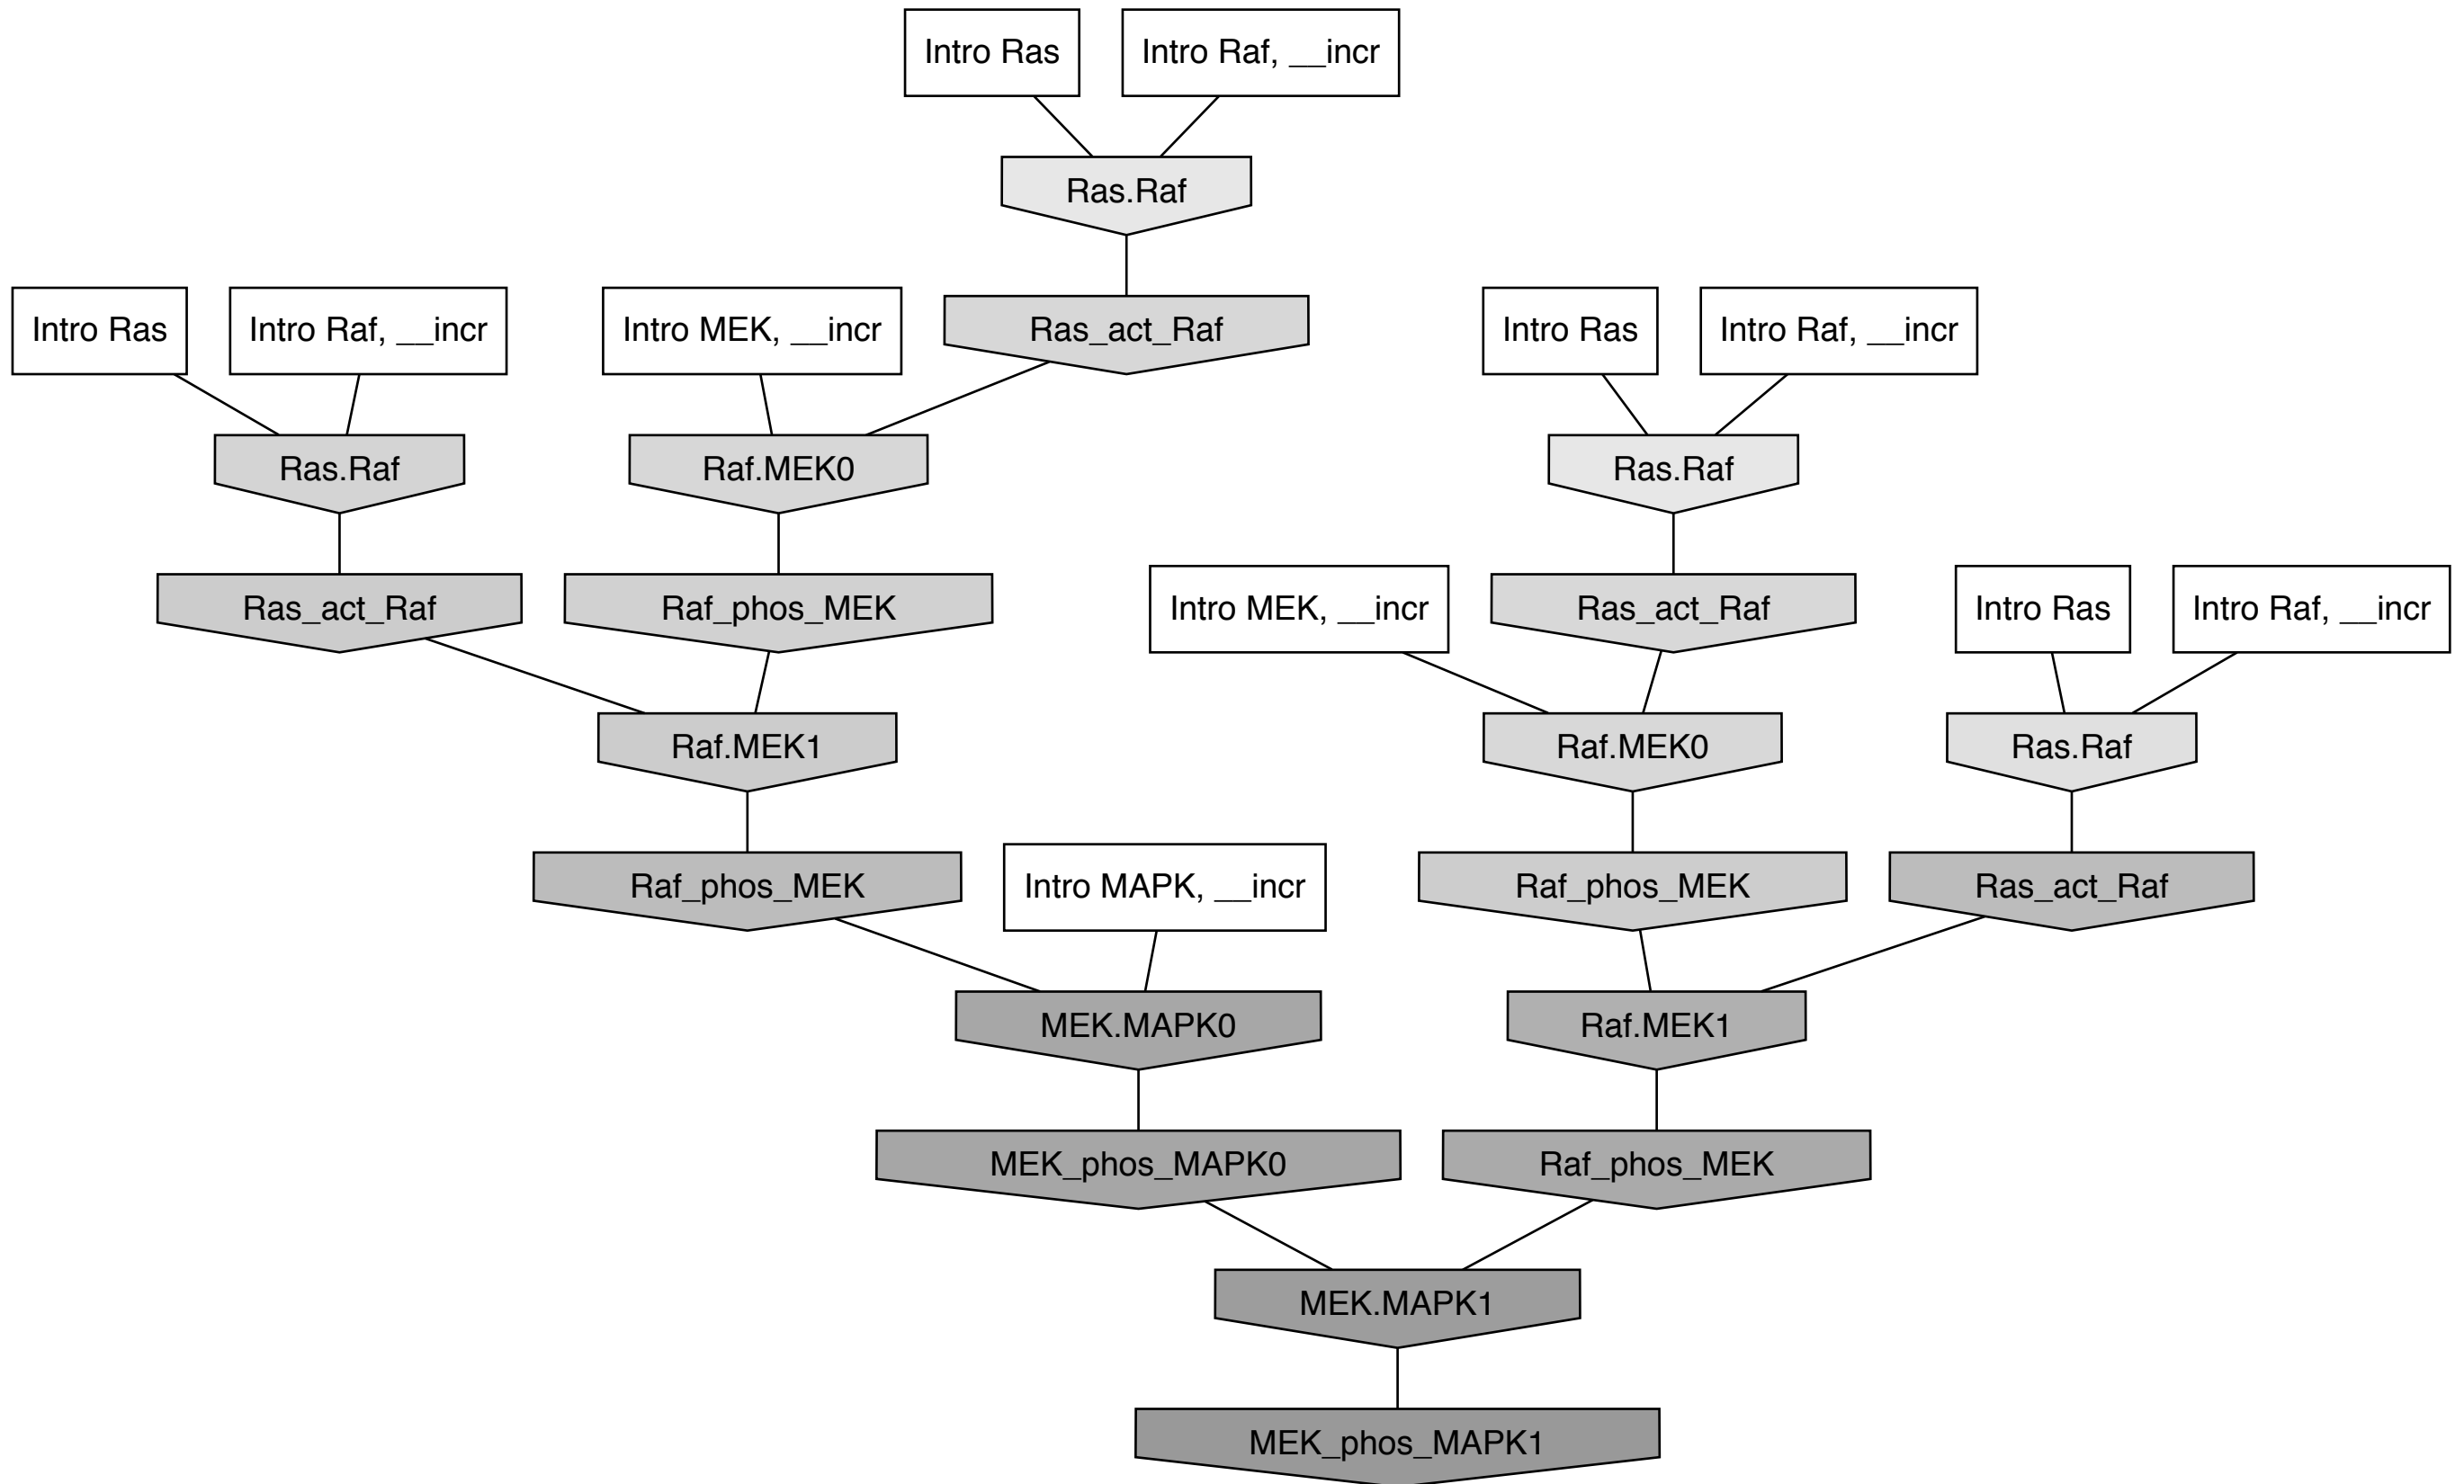 Intro Ras
Intro Raf, __incr
Ras.Raf
Intro Ras
Intro Raf, __incr
Intro MEK, __incr
Ras_act_Raf
Intro Ras
Intro Raf, __incr
Ras.Raf
Raf.MEK0
Ras.Raf
Ras_act_Raf
Raf_phos_MEK
Intro MEK, __incr
Ras_act_Raf
Intro Ras
Intro Raf, __incr
Raf.MEK1
Raf.MEK0
Ras.Raf
Raf_phos_MEK
Intro MAPK, __incr
Raf_phos_MEK
Ras_act_Raf
MEK.MAPK0
Raf.MEK1
MEK_phos_MAPK0
Raf_phos_MEK
MEK.MAPK1
MEK_phos_MAPK1